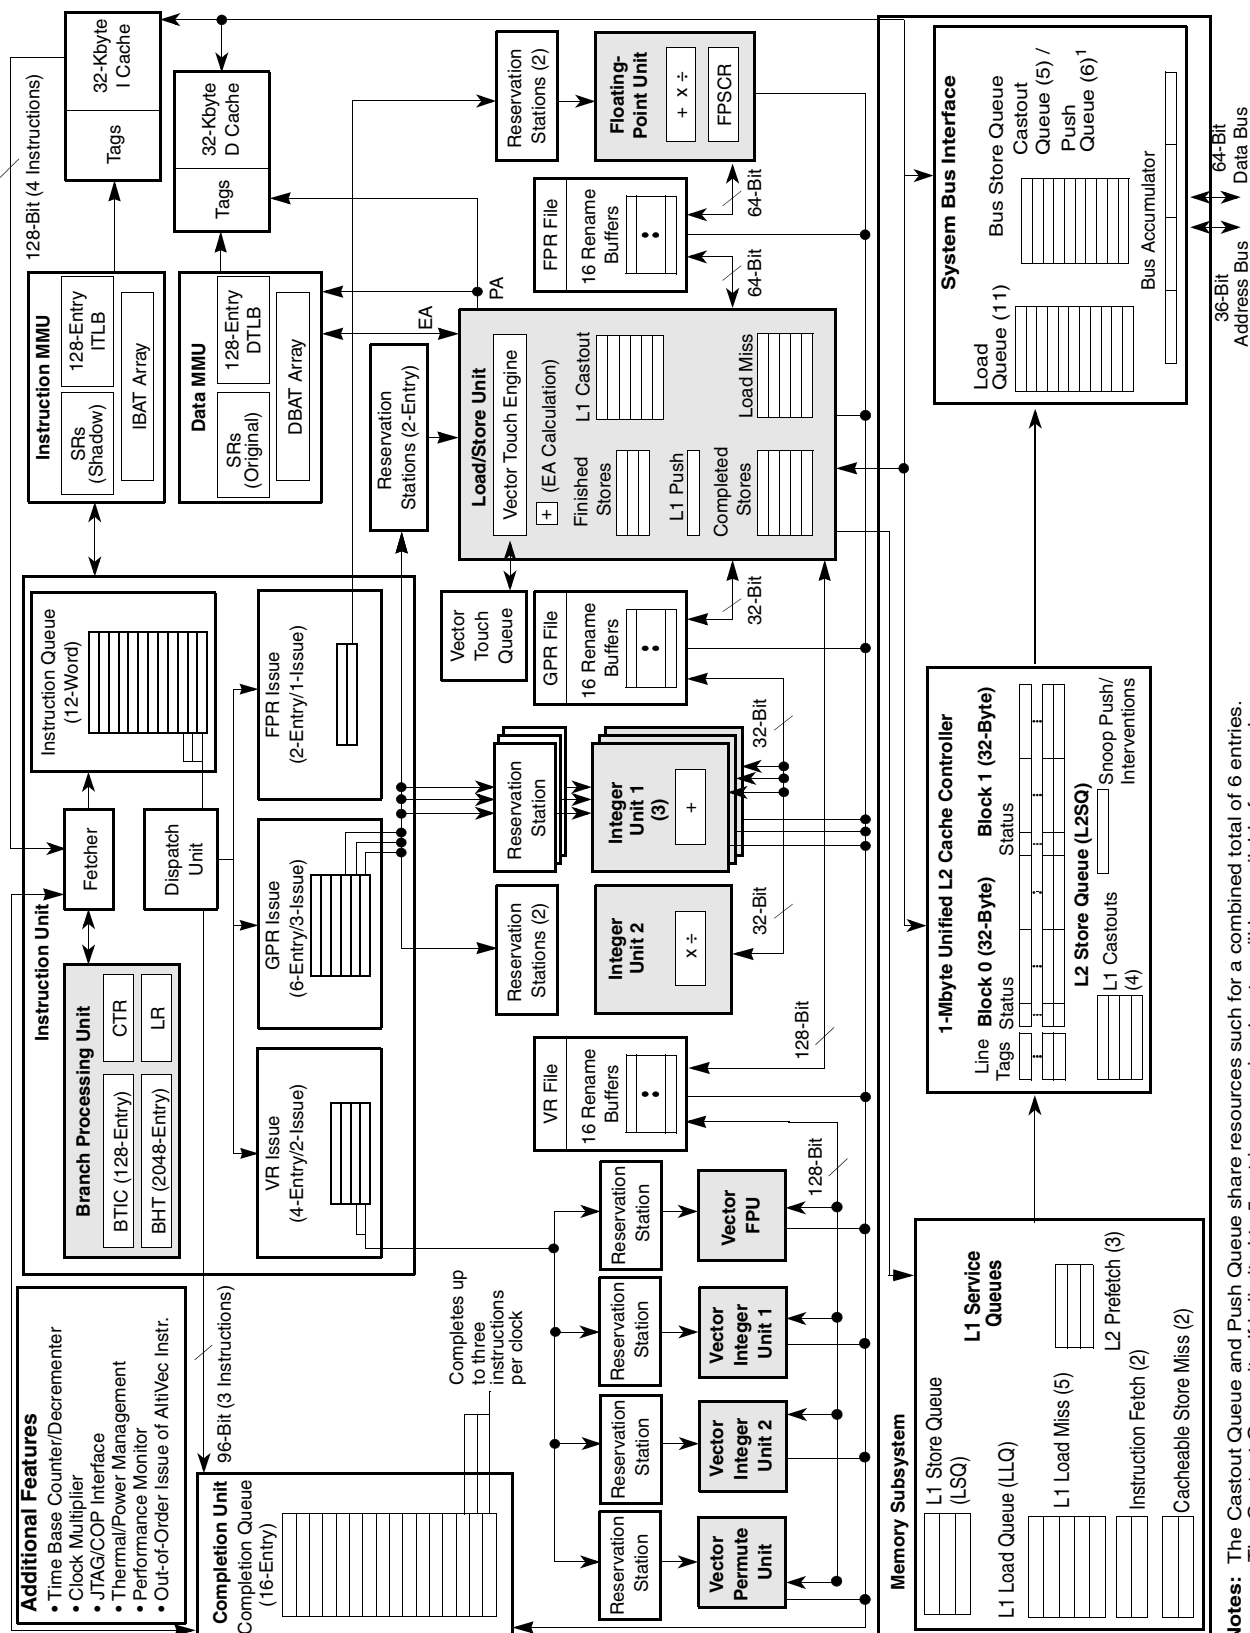 Additional Features
• Time Base Counter/Decrementer
• Clock Multiplier
• JTAG/COP Interface
• Thermal/Power Management
• Performance Monitor
• Out-of-Order Issue of AltiVec Instr.
Instruction Unit
Branch Processing Unit
BTIC (128-Entry)
CTR
BHT (2048-Entry)
LR
Fetcher
Dispatch
Unit
Instruction Queue
(12-Word)
96-Bit (3 Instructions)
VR Issue
(4-Entry/2-Issue)
GPR Issue
(6-Entry/3-Issue)
FPR Issue
(2-Entry/1-Issue)
Instruction MMU
SRs
(Shadow)
128-Entry
ITLB
IBAT Array
Data MMU
SRs
(Original)
128-Entry
DTLB
DBAT Array
128-Bit (4 Instructions)
Tags
32-Kbyte
I Cache
Tags
32-Kbyte
D Cache
EA
PA
Completion Unit
Completion Queue
(16-Entry)
Completes up
to three
instructions
per clock
Reservation
Stations (2-Entry)
Reservation
Station
Reservation
Station
Reservation
Station
Reservation
Station
Vector
Permute
Unit
Vector
Integer
Unit 2
Vector
Integer
Unit 1
Vector
FPU
128-Bit
VR File
16 Rename
Buffers
128-Bit
Reservation
Stations (2)
Integer
Unit 2
x ÷
32-Bit
Reservation
Station
Integer
Unit 1
(3)
+
32-Bit
Vector
Touch
Queue
GPR File
16 Rename
Buffers
32-Bit
Load/Store Unit
Vector Touch Engine
+
(EA Calculation)
Finished
Stores
L1 Castout
L1 Push
Completed
Stores
Load Miss
FPR File
16 Rename
Buffers
64-Bit
64-Bit
Reservation
Stations (2)
Floating-
Point Unit
+ x ÷
FPSCR
Memory Subsystem
L1 Store Queue
(LSQ)
L1 Service
Queues
L1 Load Queue (LLQ)
L1 Load Miss (5)
L2 Prefetch (3)
Instruction Fetch (2)
Cacheable Store Miss (2)
1-Mbyte Unified L2 Cache Controller
Line
Tags
Block 0 (32-Byte)
Status
Block 1 (32-Byte)
Status
L2 Store Queue (L2SQ)
L1 Castouts
(4)
Snoop Push/
Interventions
System Bus Interface
Load
Queue (11)
Bus Store Queue
Castout
Queue (5) /
Push
Queue (6)1
Bus Accumulator
36-Bit
Address Bus
64-Bit
Data Bus
Notes: The Castout Queue and Push Queue share resources such for a combined total of 6 entries.